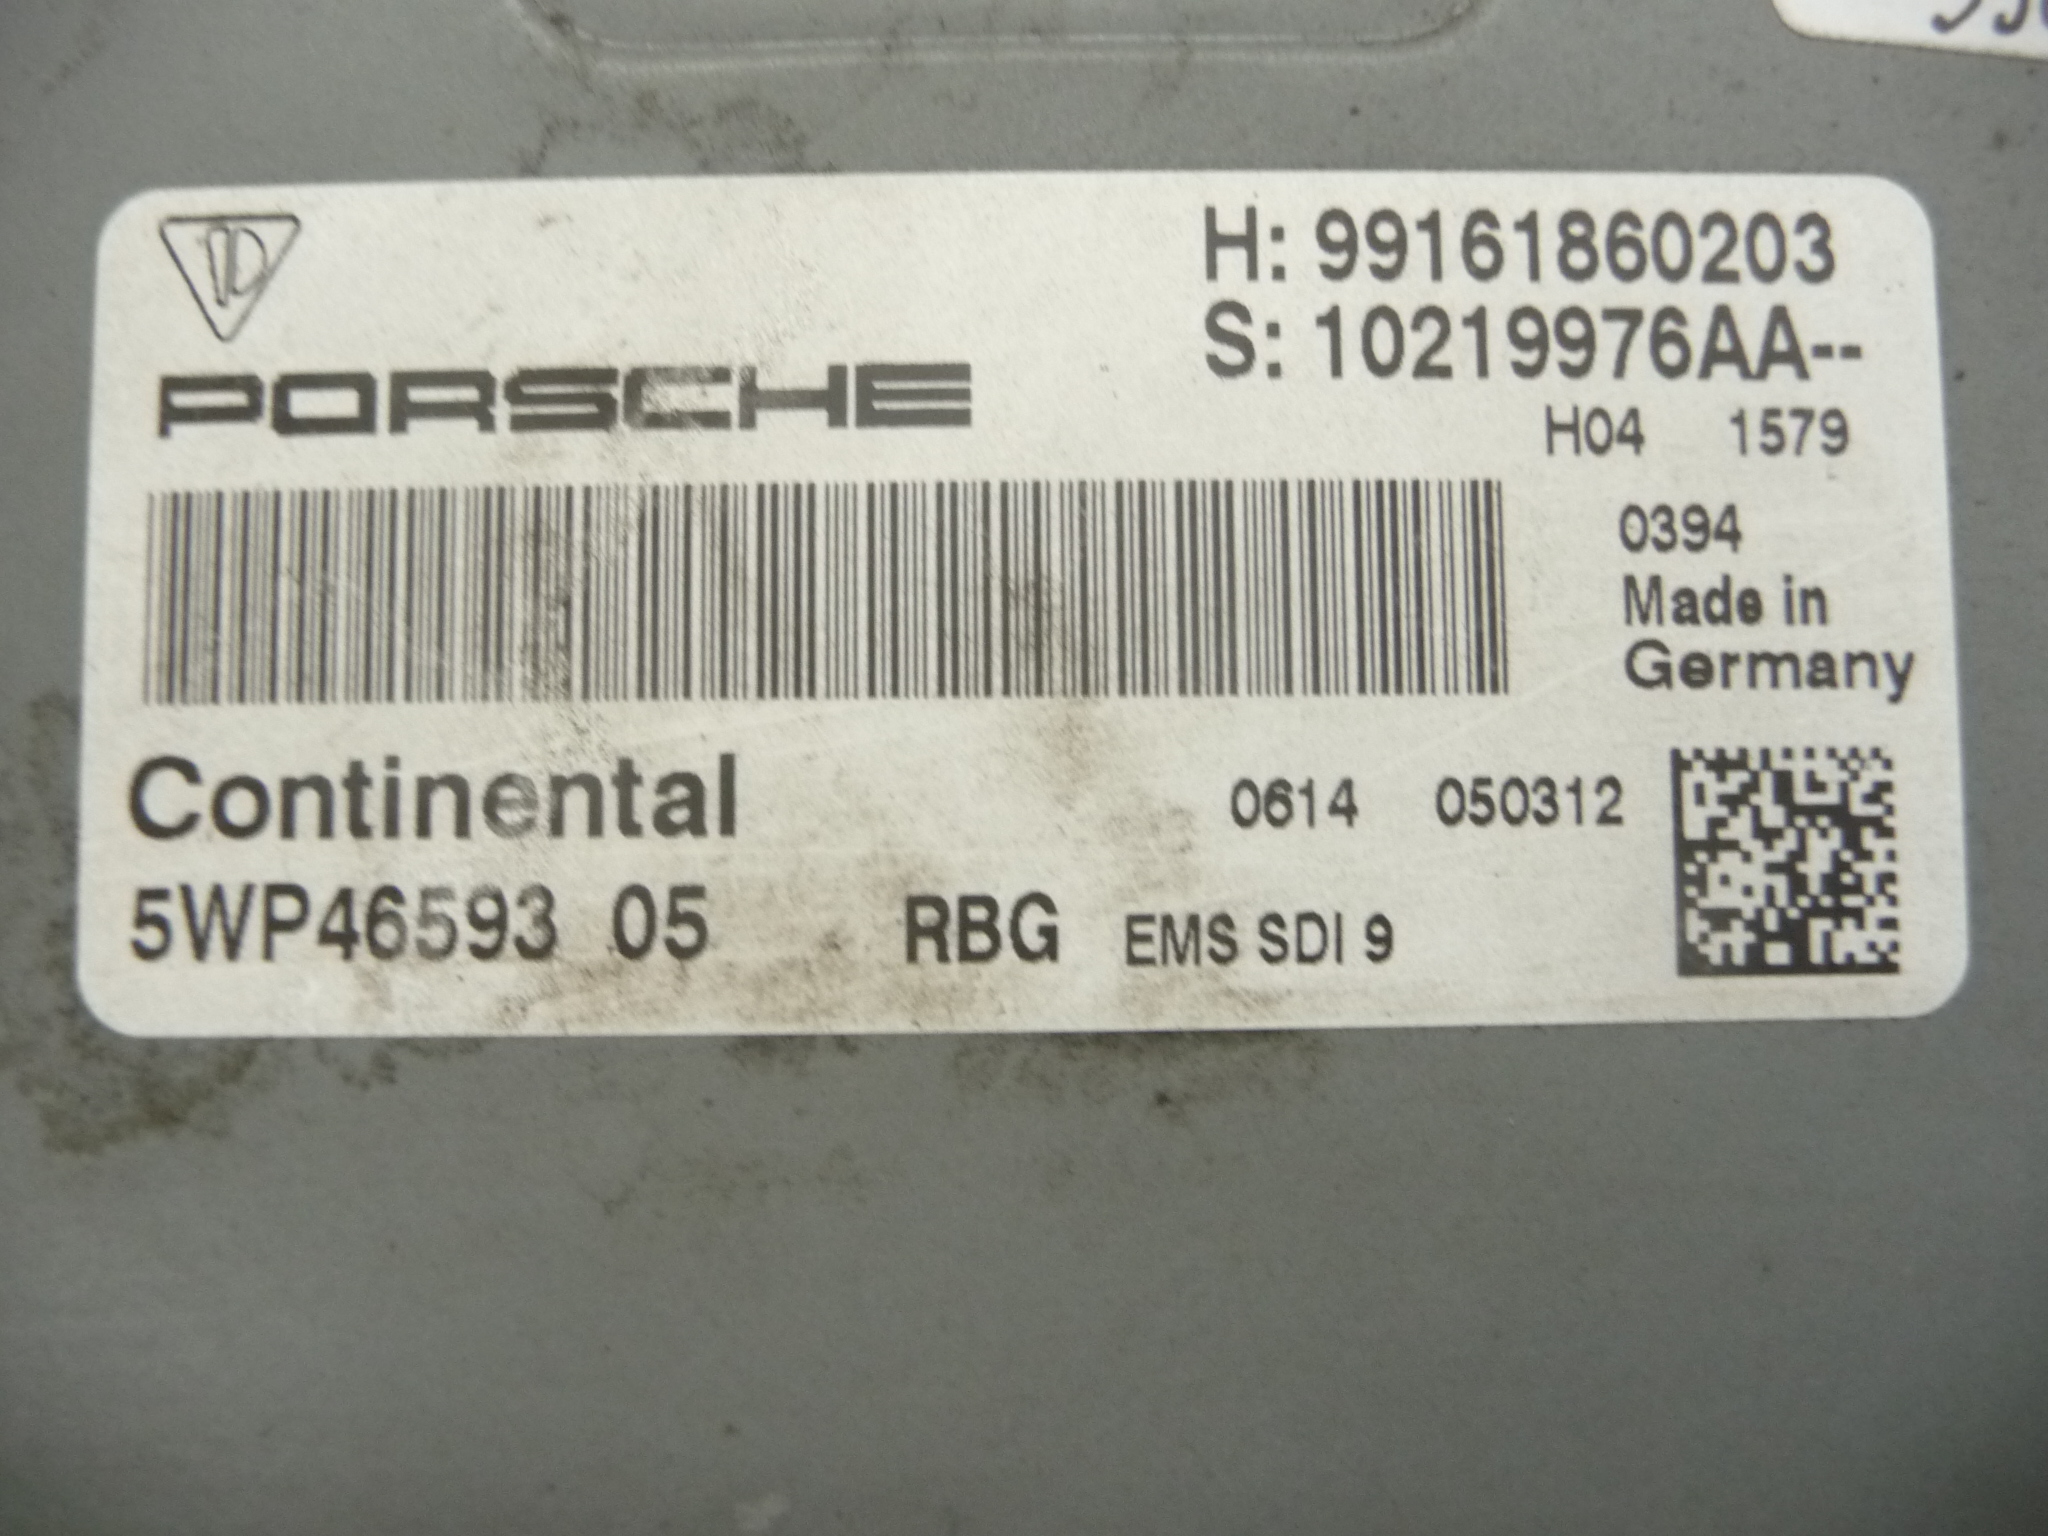 H: 99161860203
S: 10219976AA--
PORSCHE
H04 1579
0394
Made in
Germany
Continental
0614 050312
5WP46593 05 RBG EMS SDI 9